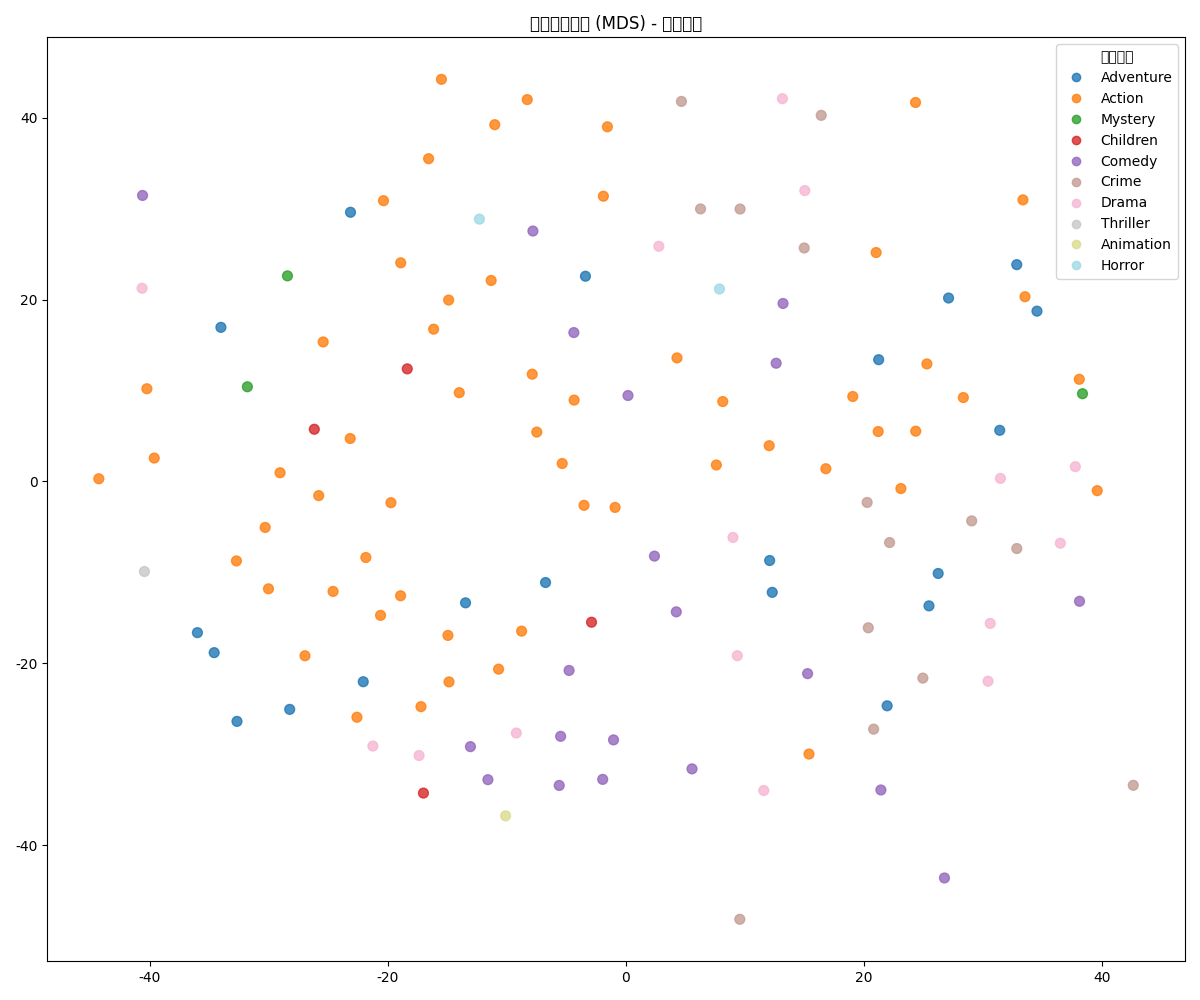 (MDS) -
Adventure
Action
Mystery
Children
Comedy
Crime
Drama
Thriller
Animation
Horror
40
20
0
-20
-40
-40
-20
0
20
40